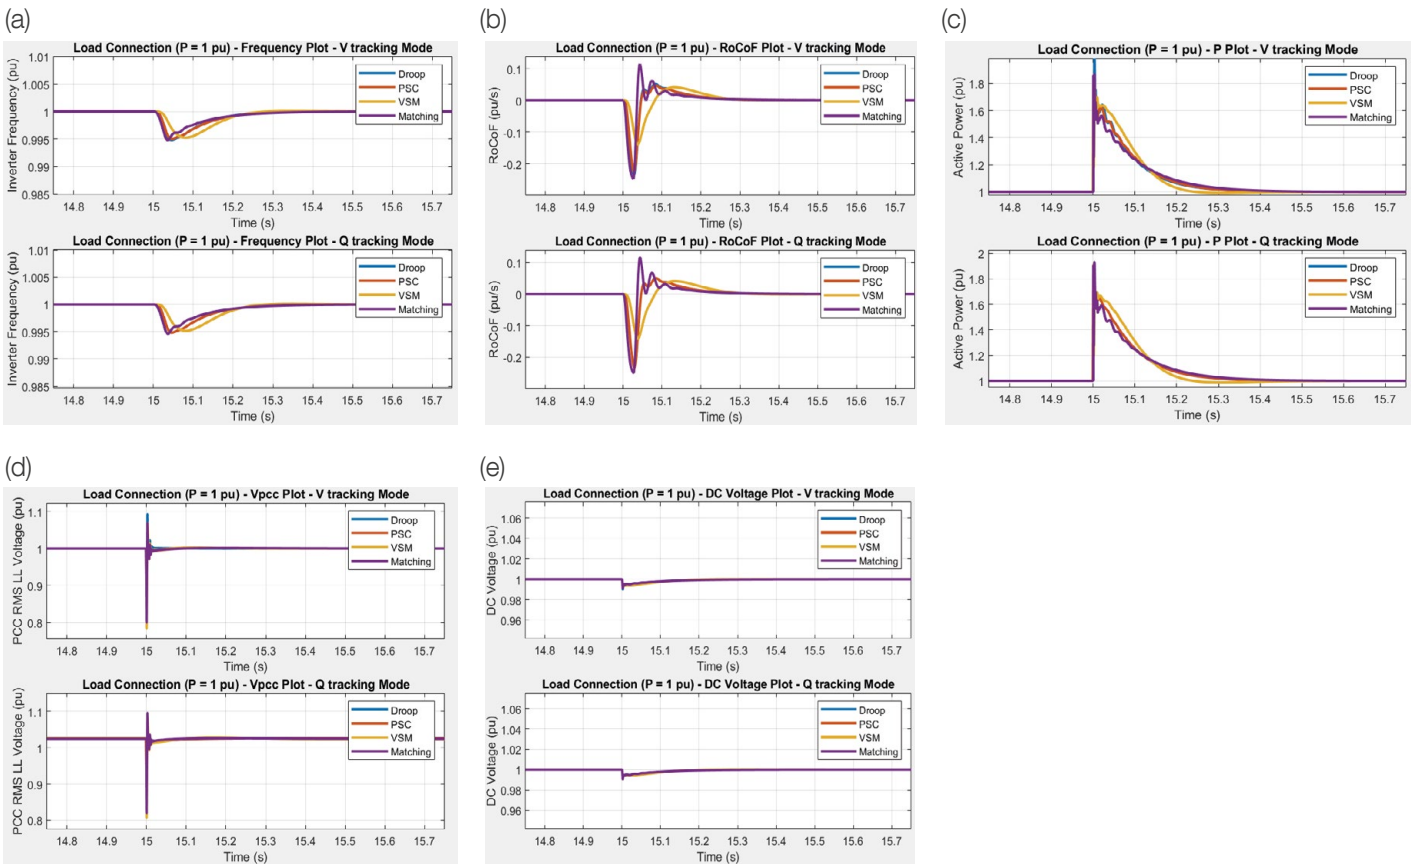 (a)
Load Connection (P = 1 pu) - Frequency Plot - V tracking Mode
Inverter Frequency (pu)
1.01
1.005
1
0.995
0.99
0.985
Droop
PSC
VSM
Matching
14.8 14.9 15 15.1 15.2 15.3 15.4 15.5 15.6 15.7
Time (s)
Load Connection (P = 1 pu) - Frequency Plot - Q tracking Mode
Inverter Frequency (pu)
1.01
1.005
1
0.995
0.99
0.985
Droop
PSC
VSM
Matching
14.8 14.9 15 15.1 15.2 15.3 15.4 15.5 15.6 15.7
Time (s)
(b)
Load Connection (P = 1 pu) - RoCoF Plot - V tracking Mode
RoCoF (pu/s)
0.1
0
-0.1
-0.2
Droop
PSC
VSM
Matching
14.8 14.9 15 15.1 15.2 15.3 15.4 15.5 15.6 15.7
Time (s)
Load Connection (P = 1 pu) - RoCoF Plot - Q tracking Mode
RoCoF (pu/s)
0.1
0
-0.1
-0.2
Droop
PSC
VSM
Matching
14.8 14.9 15 15.1 15.2 15.3 15.4 15.5 15.6 15.7
Time (s)
(c)
Load Connection (P = 1 pu) - P Plot - V tracking Mode
Active Power (pu)
1.8
1.6
1.4
1.2
1
Droop
PSC
VSM
Matching
14.8 14.9 15 15.1 15.2 15.3 15.4 15.5 15.6 15.7
Time (s)
Load Connection (P = 1 pu) - P Plot - Q tracking Mode
Active Power (pu)
2
1.8
1.6
1.4
1.2
1
Droop
PSC
VSM
Matching
14.8 14.9 15 15.1 15.2 15.3 15.4 15.5 15.6 15.7
Time (s)
(d)
Load Connection (P = 1 pu) - Vpcc Plot - V tracking Mode
PCC RMS LL Voltage (pu)
1.1
1
0.9
0.8
Droop
PSC
VSM
Matching
14.8 14.9 15 15.1 15.2 15.3 15.4 15.5 15.6 15.7
Time (s)
Load Connection (P = 1 pu) - Vpcc Plot - Q tracking Mode
PCC RMS LL Voltage (pu)
1.1
1
0.9
0.8
Droop
PSC
VSM
Matching
14.8 14.9 15 15.1 15.2 15.3 15.4 15.5 15.6 15.7
Time (s)
(e)
Load Connection (P = 1 pu) - DC Voltage Plot - V tracking Mode
DC Voltage (pu)
1.06
1.04
1.02
1
0.98
0.96
Droop
PSC
VSM
Matching
14.8 14.9 15 15.1 15.2 15.3 15.4 15.5 15.6 15.7
Time (s)
Load Connection (P = 1 pu) - DC Voltage Plot - Q tracking Mode
DC Voltage (pu)
1.06
1.04
1.02
1
0.98
0.96
Droop
PSC
VSM
Matching
14.8 14.9 15 15.1 15.2 15.3 15.4 15.5 15.6 15.7
Time (s)